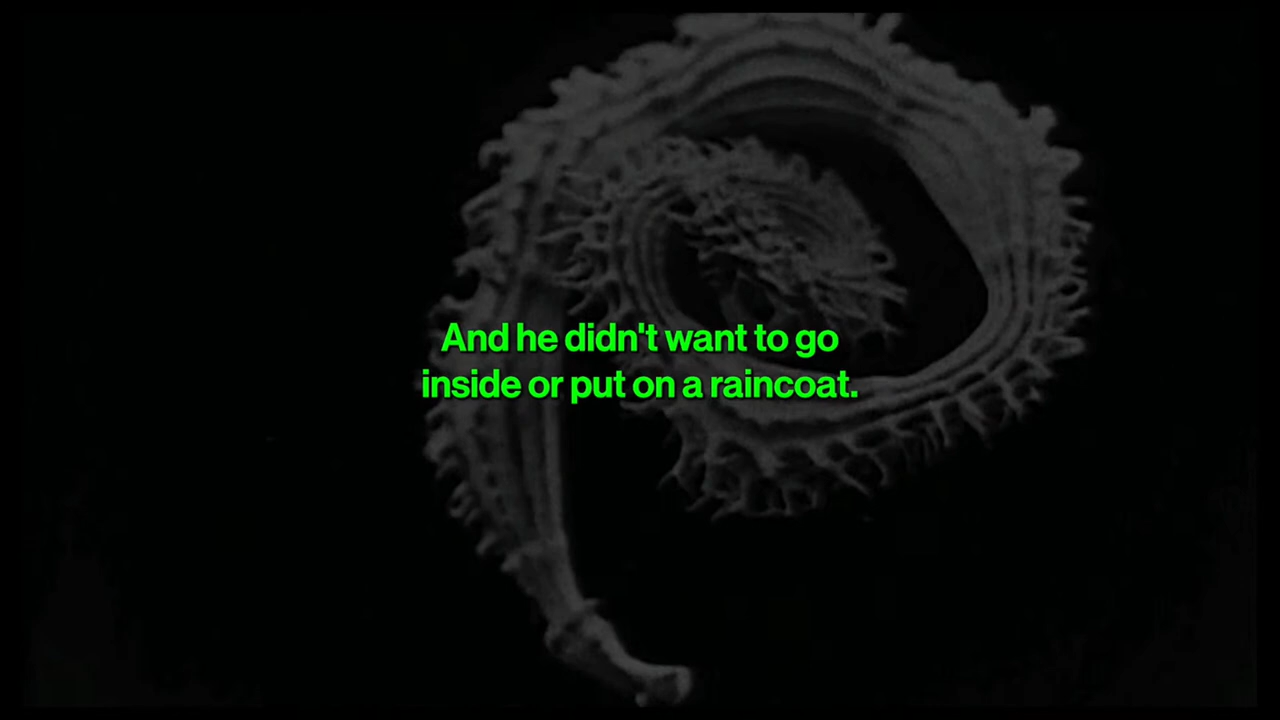 And he didn't want to go
inside or put on a raincoat.